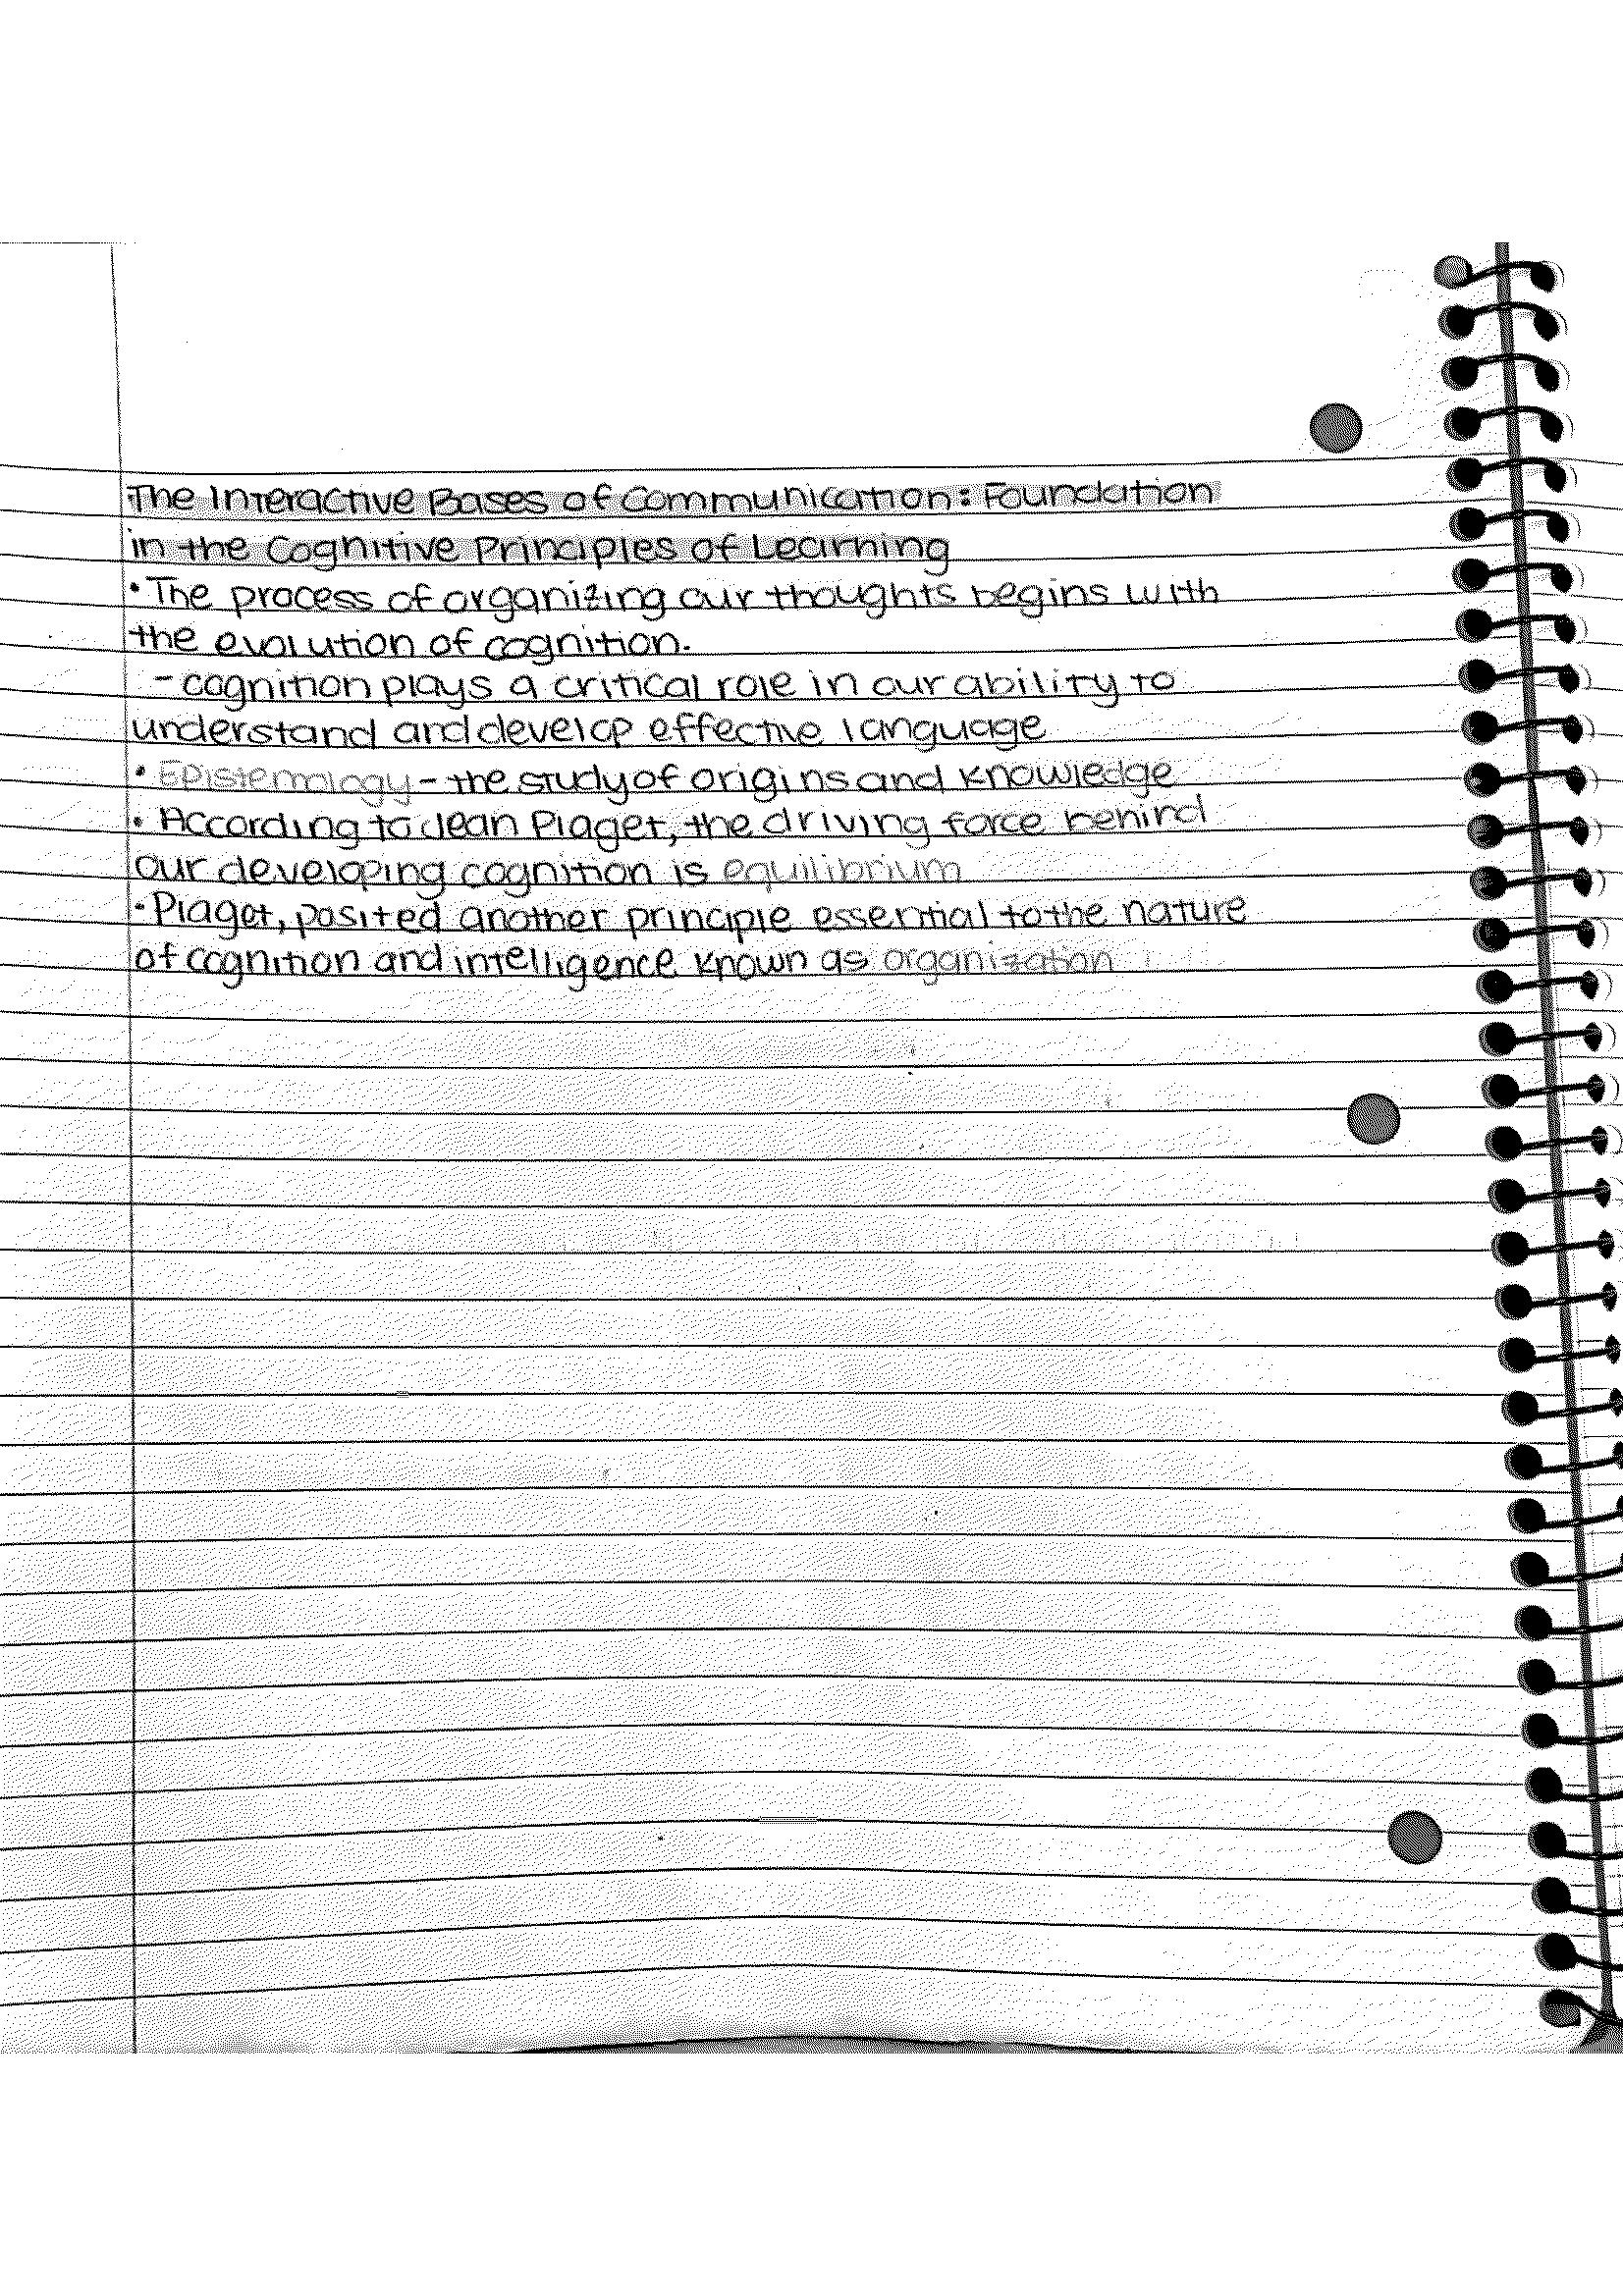 The Interactive Bases of Communication: Foundation
in the Cognitive Principles of Learning
• The process of organizing our thoughts begins with
the evolution of cognition.
- cognition plays a critical role in our ability to
understand and develop effective language
• Epistemology - the study of origins and knowledge
• According to Jean Piaget, the driving force behind
our developing cognition is equilibrium
• Piaget, posited another principle essential to the nature
of cognition and intelligence known as organization